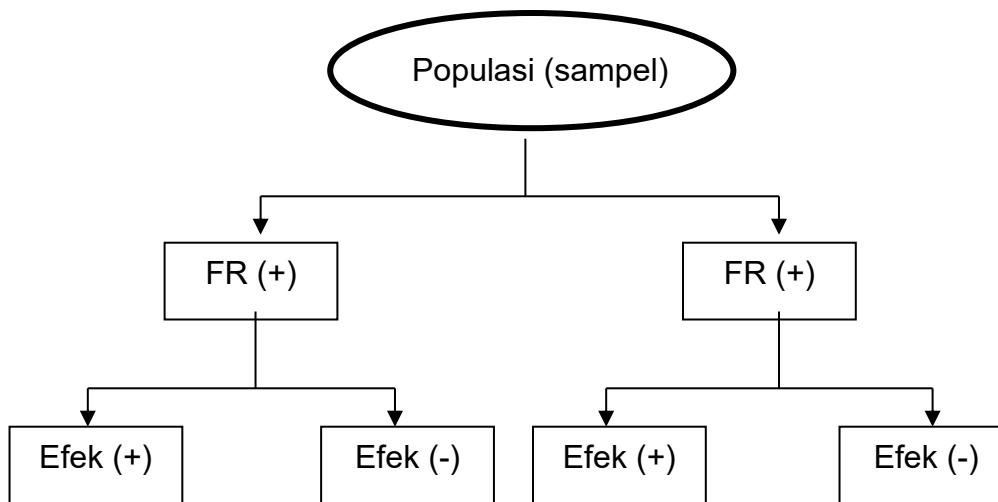 Populasi (sampel)
FR (+)
FR (+)
Efek (+)
Efek (-)
Efek (+)
Efek (-)